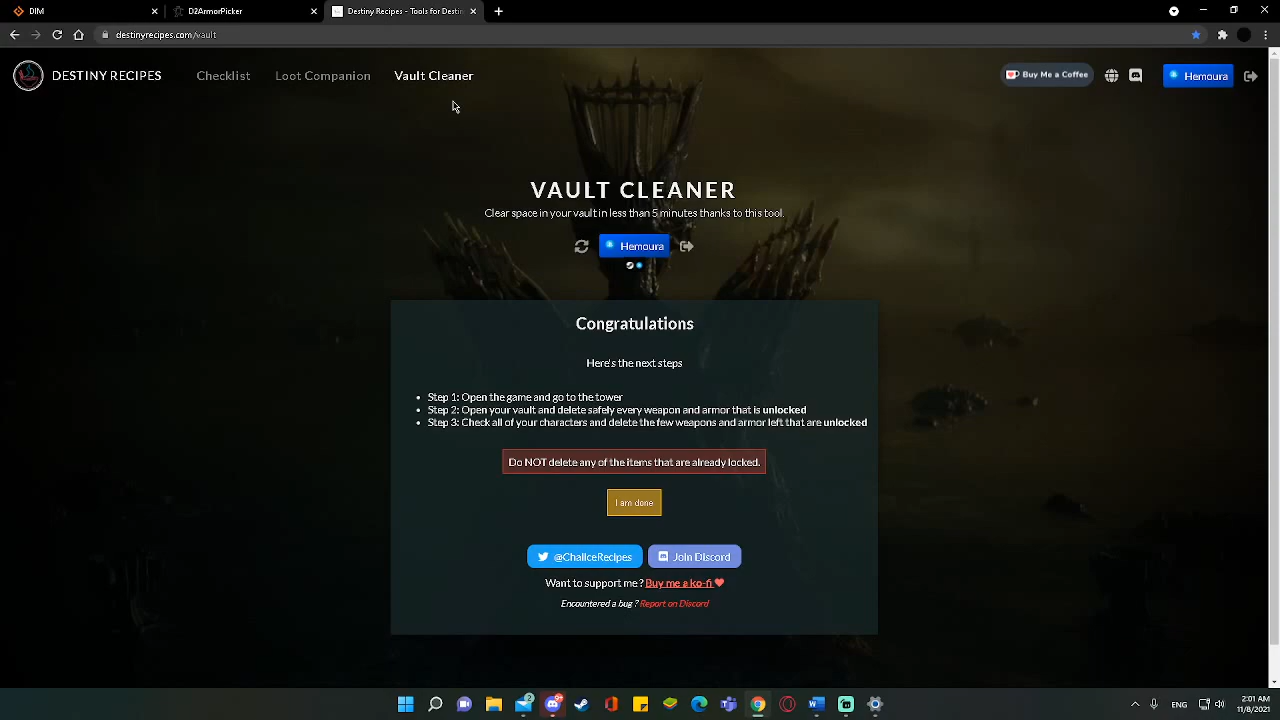 DIM
D2ArmorPicker
Destiny Recipes - Tools for Destin
destinyrecipes.com/vault
DESTINY RECIPES
Checklist
Loot Companion
Vault Cleaner
Buy Me a Coffee
Hemoura
VAULT CLEANER
Clear space in your vault in less than 5 minutes thanks to this tool.
Hemoura
Congratulations
Here's the next steps
• Step 1: Open the game and go to the tower
• Step 2: Open your vault and delete safely every weapon and armor that is unlocked
• Step 3: Check all of your characters and delete the few weapons and armor left that are unlocked
Do NOT delete any of the items that are already locked.
I am done
@ChaliceRecipes
Join Discord
Want to support me ? Buy me a ko-fi
Encountered a bug ? Report on Discord
ENG
2:01 AM
11/8/2021